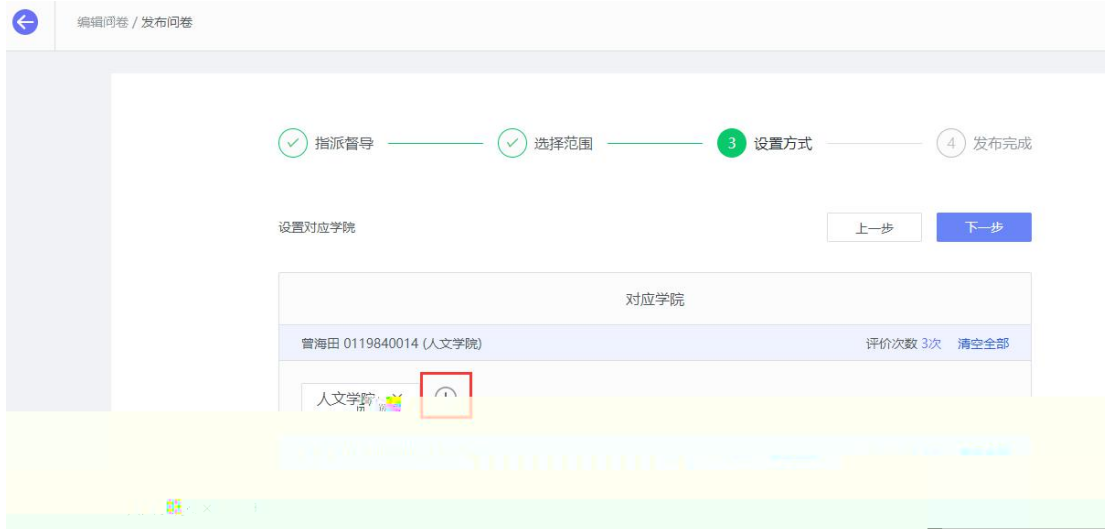 编辑问卷 / 发布问卷
指派督导 选择范围 3 设置方式 4 发布完成
设置对应学院 上一步 下一步
对应学院
曾海田 0119840014 (人文学院) 评价次数 3次 清空全部
人文学院